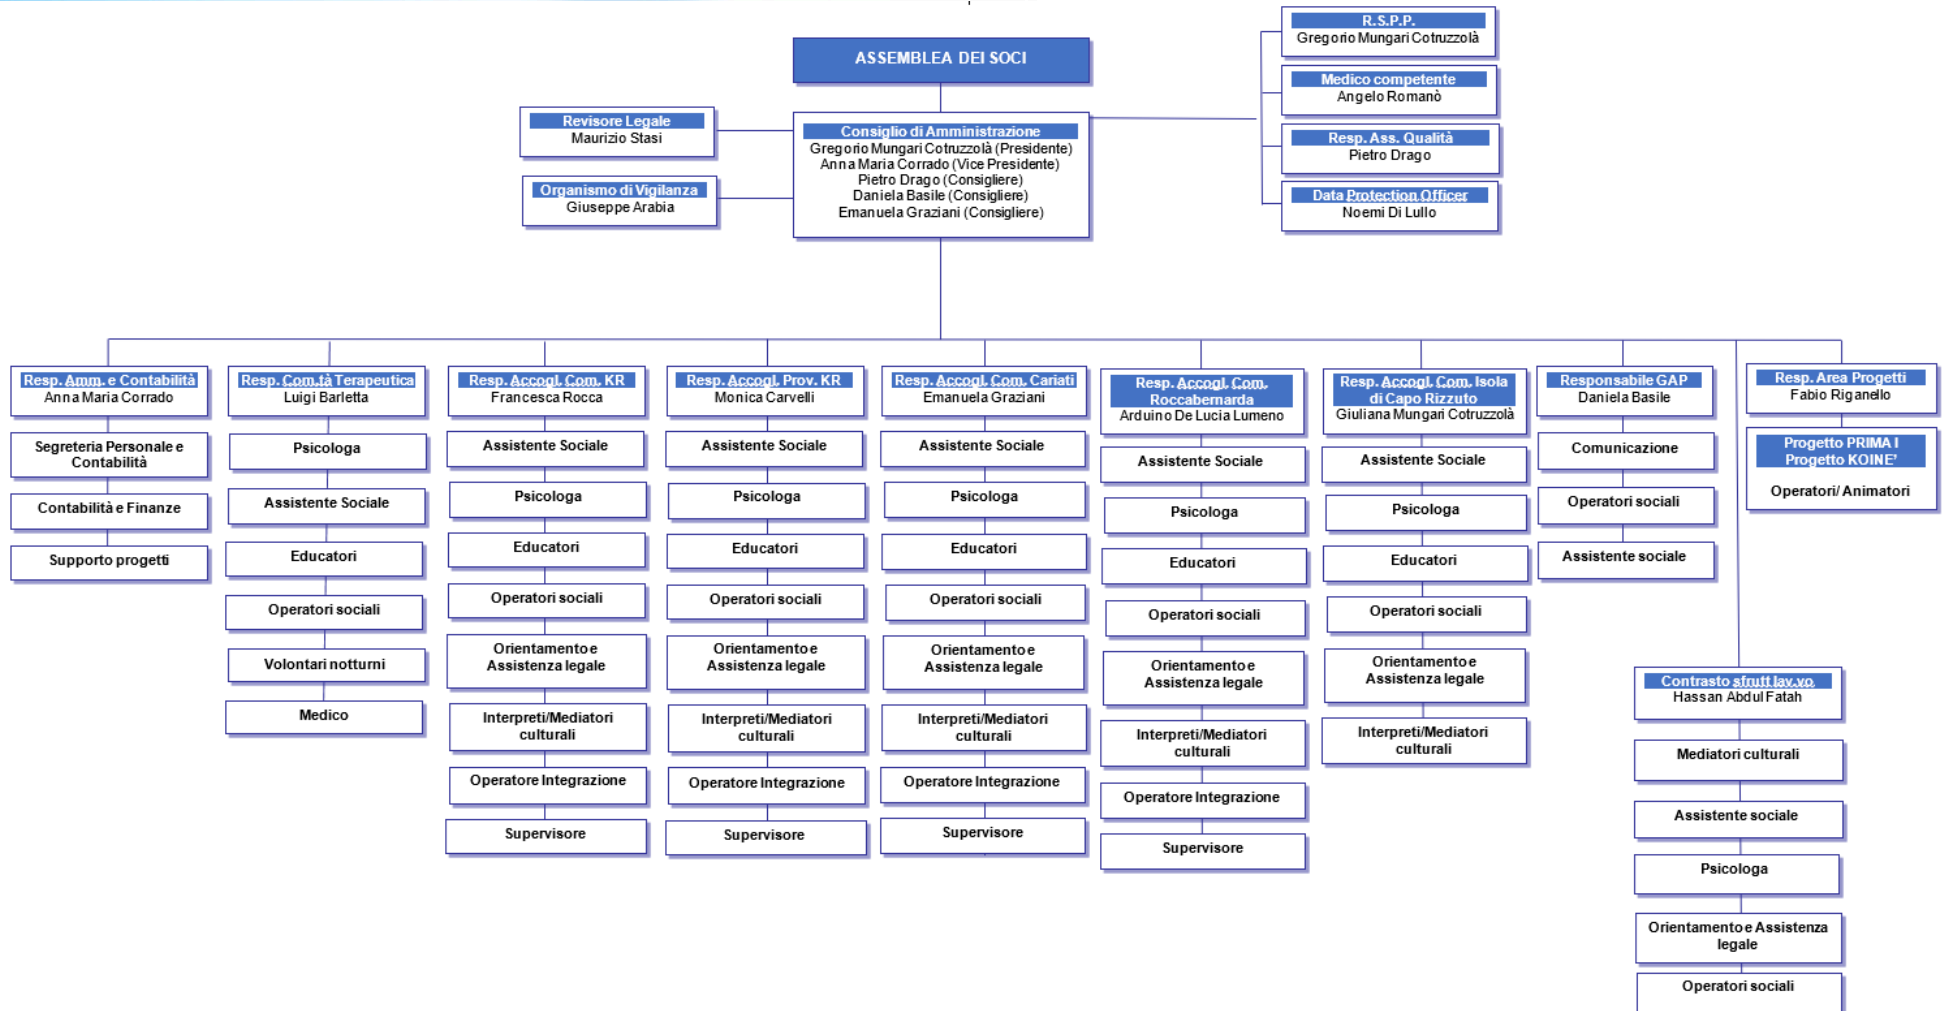 ASSEMBLEA DEI SOCI
Revisore Legale
Maurizio Stasi
Organismo di Vigilanza
Giuseppe Arabia
Consiglio di Amministrazione
Gregorio Mungari Cotruzzolà (Presidente)
Anna Maria Corrado (Vice Presidente)
Pietro Drago (Consigliere)
Daniela Basile (Consigliere)
Emanuela Graziani (Consigliere)
R.S.P.P.
Gregorio Mungari Cotruzzolà
Medico competente
Angelo Romanò
Resp. Ass. Qualità
Pietro Drago
Data Protection Officer
Noemi Di Lullo
Resp. Amm. e Contabilità
Anna Maria Corrado
Segreteria Personale e
Contabilità
Contabilità e Finanze
Supporto progetti
Resp. Com.tà Terapeutica
Luigi Barletta
Psicologa
Assistente Sociale
Educatori
Operatori sociali
Volontari notturni
Medico
Resp. Accogl. Com. KR
Francesca Rocca
Assistente Sociale
Psicologa
Educatori
Operatori sociali
Orientamento e
Assistenza legale
Interpreti/Mediatori
culturali
Operatore Integrazione
Supervisore
Resp. Accogl. Prov. KR
Monica Carvelli
Assistente Sociale
Psicologa
Educatori
Operatori sociali
Orientamento e
Assistenza legale
Interpreti/Mediatori
culturali
Operatore Integrazione
Supervisore
Resp. Accogl. Com. Cariati
Emanuela Graziani
Assistente Sociale
Psicologa
Educatori
Operatori sociali
Orientamento e
Assistenza legale
Interpreti/Mediatori
culturali
Operatore Integrazione
Supervisore
Resp. Accogl. Com.
Roccabernarda
Arduino De Lucia Lumeno
Assistente Sociale
Psicologa
Educatori
Operatori sociali
Orientamento e
Assistenza legale
Interpreti/Mediatori
culturali
Operatore Integrazione
Supervisore
Resp. Accogl. Com. Isola
di Capo Rizzuto
Giuliana Mungari Cotruzzolà
Assistente Sociale
Psicologa
Educatori
Operatori sociali
Orientamento e
Assistenza legale
Interpreti/Mediatori
culturali
Responsabile GAP
Daniela Basile
Comunicazione
Operatori sociali
Assistente sociale
Contrasto sfrutt lav.vo
Hassan Abdul Fatah
Mediatori culturali
Assistente sociale
Psicologa
Orientamento e Assistenza
legale
Operatori sociali
Resp. Area Progetti
Fabio Riganello
Progetto PRIMA I
Progetto KOINE’
Operatori/ Animatori